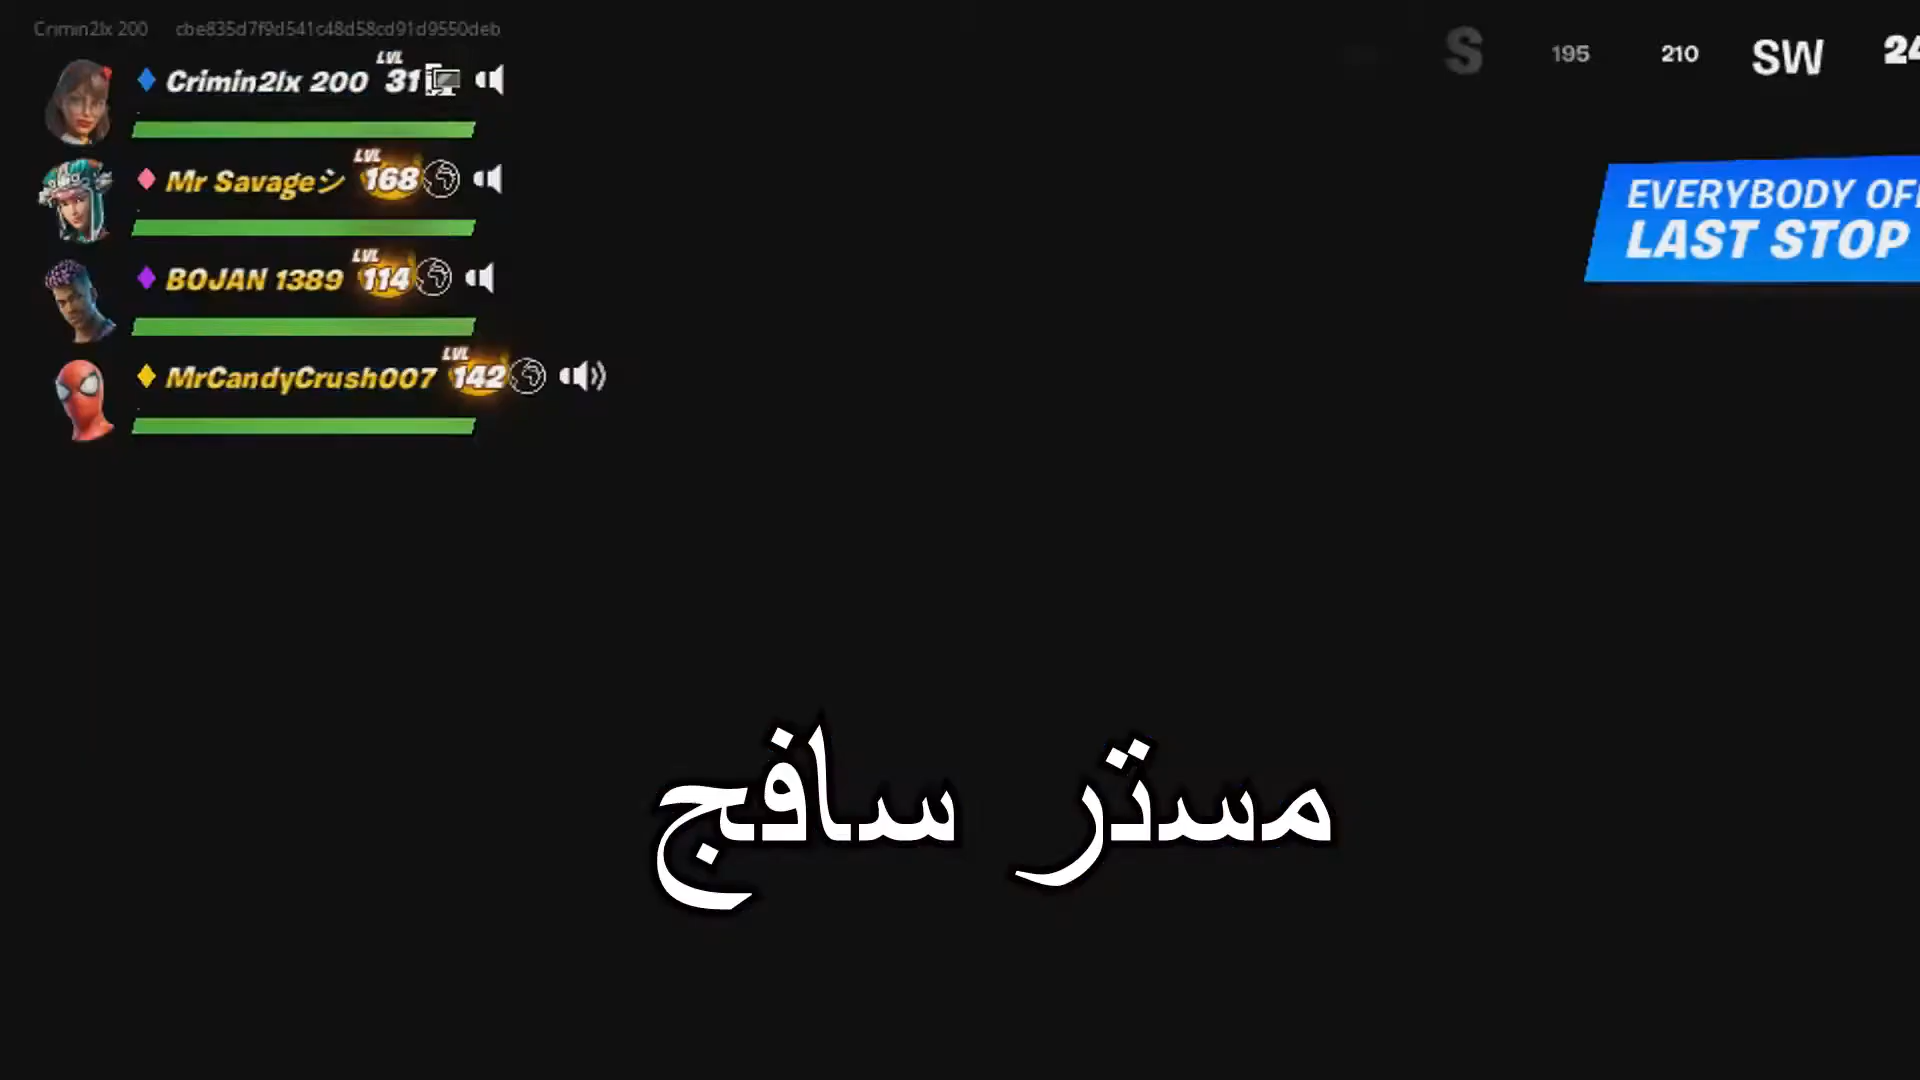 Crimin2lx 200 cbe835d7f9d541c48d58cd91d9550deb
LVL
Crimin2lx 200 31
LVL
Mr Savageシ 168
LVL
BOJAN 1389 114
LVL
MrCandyCrush007 142
S 195 210 SW 24
EVERYBODY OFF
LAST STOP
مستر سافج